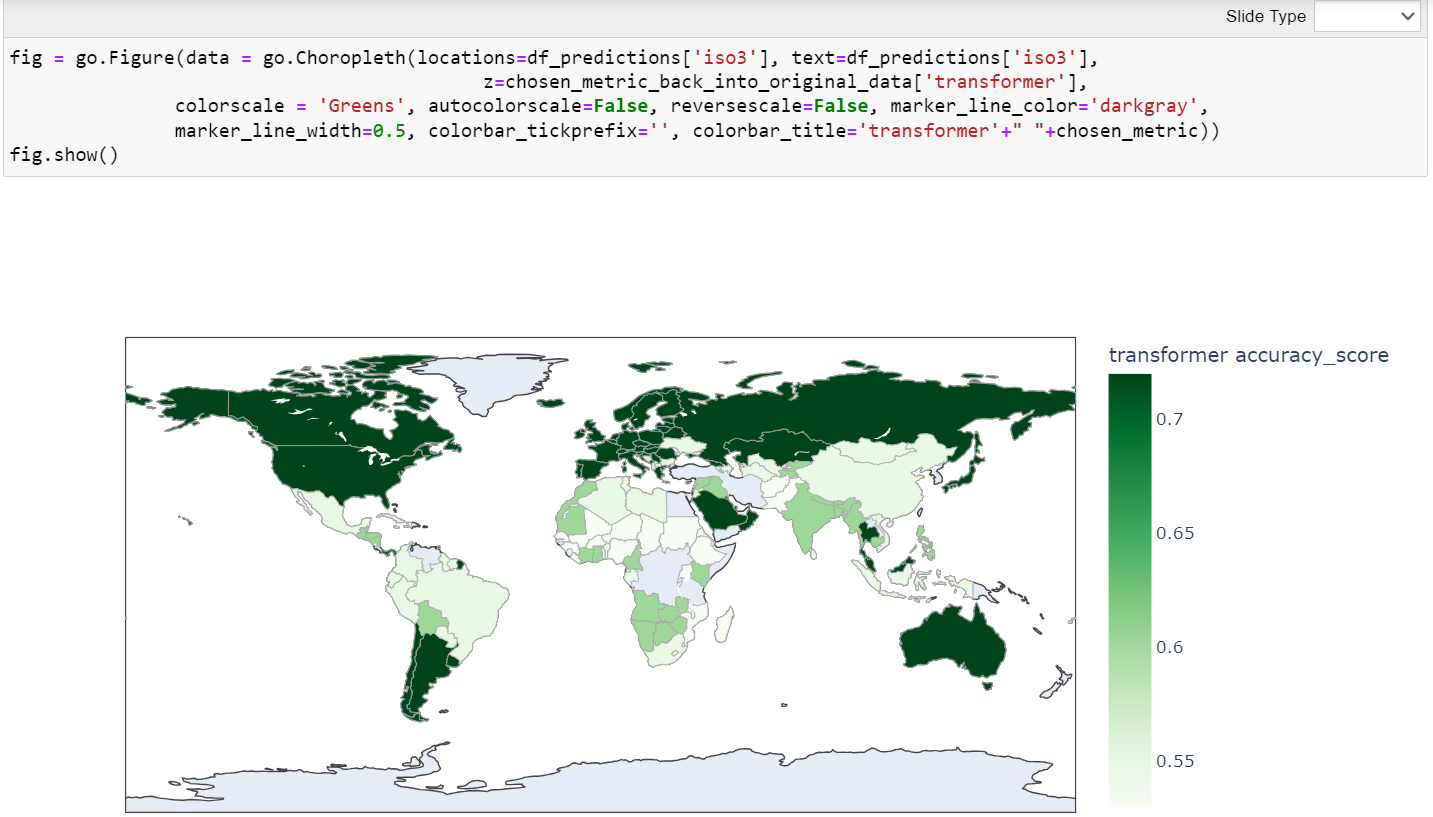 Slide Type
fig = go.Figure(data = go.Choropleth(locations=df_predictions['iso3'], text=df_predictions['iso3'],
z=chosen_metric_back_into_original_data['transformer'],
colorscale = 'Greens', autocolorscale=False, reversescale=False, marker_line_color='darkgray',
marker_line_width=0.5, colorbar_tickprefix='', colorbar_title='transformer'+" "+chosen_metric))
fig.show()
transformer accuracy_score
0.7
0.65
0.6
0.55